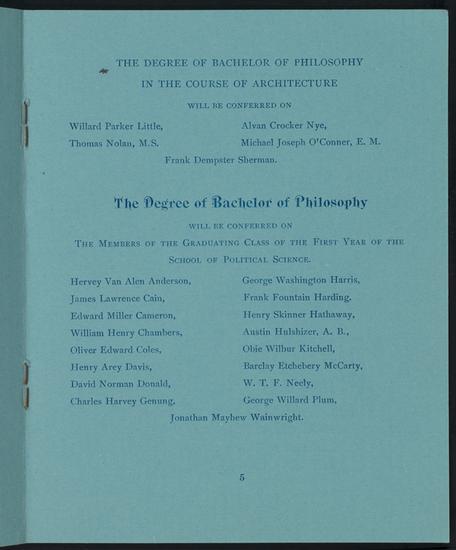 THE DEGREE OF BACHELOR OF PHILOSOPHY
IN THE COURSE OF ARCHITECTURE
WILL BE CONFERRED ON
Willard Parker Little, Alvan Crocker Nye,
Thomas Nolan, M.S. Michael Joseph O'Conner, E. M.
Frank Dempster Sherman.
The Degree of Bachelor of Philosophy
WILL BE CONFERRED ON
THE MEMBERS OF THE GRADUATING CLASS OF THE FIRST YEAR OF THE
SCHOOL OF POLITICAL SCIENCE.
Hervey Van Alen Anderson, George Washington Harris,
James Lawrence Cain, Frank Fountain Harding,
Edward Miller Cameron, Henry Skinner Hathaway,
William Henry Chambers, Austin Hulshizer, A. B.,
Oliver Edward Coles, Obie Wilbur Kitchell,
Henry Arey Davis, Barclay Etchebery McCarty,
David Norman Donald, W. T. F. Neely,
Charles Harvey Genung, George Willard Plum,
Jonathan Mayhew Wainwright.
5